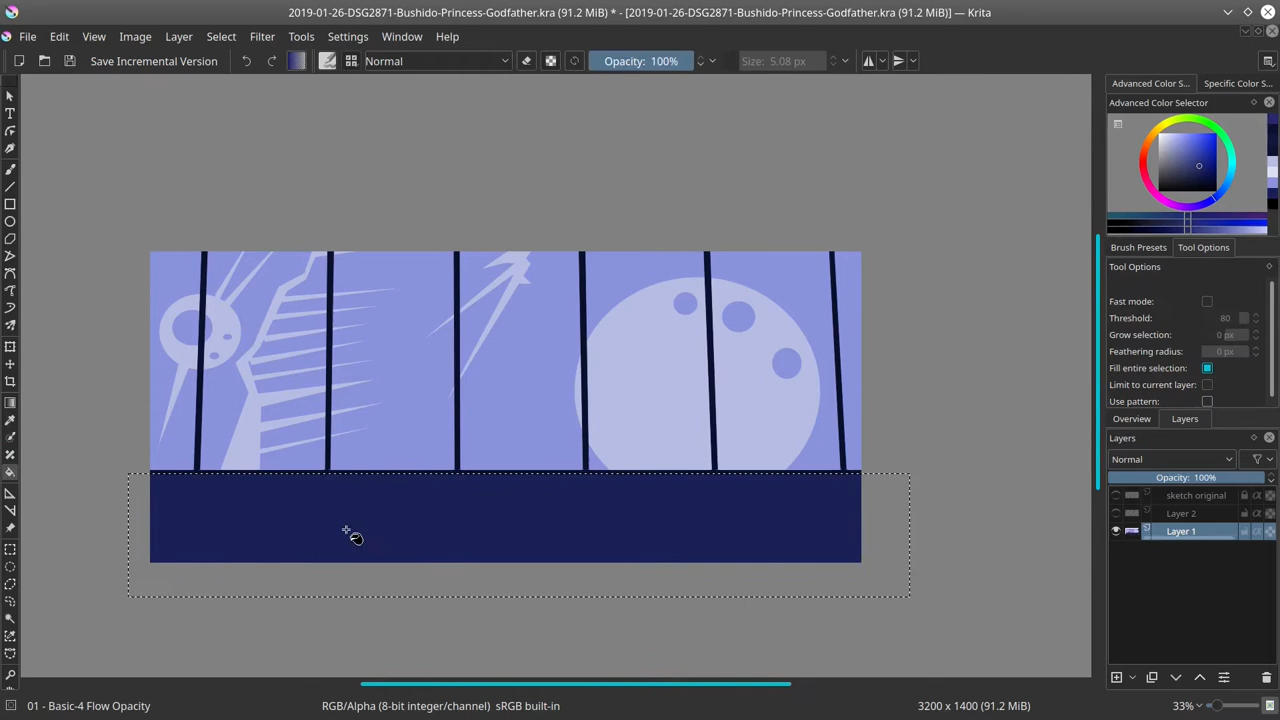 2019-01-26-DSG2871-Bushido-Princess-Godfather.kra (91.2 MiB) * - [2019-01-26-DSG2871-Bushido-Princess-Godfather.kra (91.2 MiB)] — Krita
File Edit View Image Layer Select Filter Tools Settings Window Help
Save Incremental Version Normal Opacity: 100% Size: 5.08 px
Advanced Color S... Specific Color S...
Advanced Color Selector
Brush Presets Tool Options
Tool Options
Fast mode:
Threshold: 80
Grow selection: 0 px
Feathering radius: 0 px
Fill entire selection:
Limit to current layer:
Use pattern:
Overview Layers
Layers
Normal
Opacity: 100%
sketch original
Layer 2
Layer 1
01 - Basic-4 Flow Opacity RGB/Alpha (8-bit integer/channel) sRGB built-in 3200 x 1400 (91.2 MiB) 33%